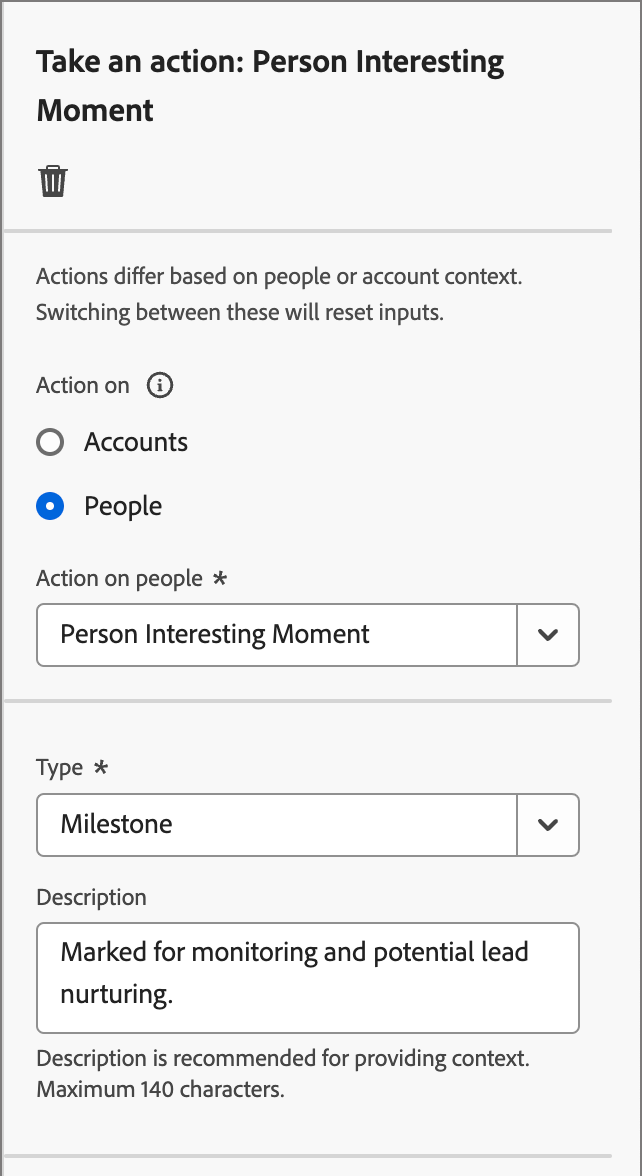 Take an action: Person Interesting
Moment
Actions differ based on people or account context.
Switching between these will reset inputs.
Action on
Accounts
People
Action on people *
Person Interesting Moment
Type *
Milestone
Description
Marked for monitoring and potential lead
nurturing.
Description is recommended for providing context.
Maximum 140 characters.